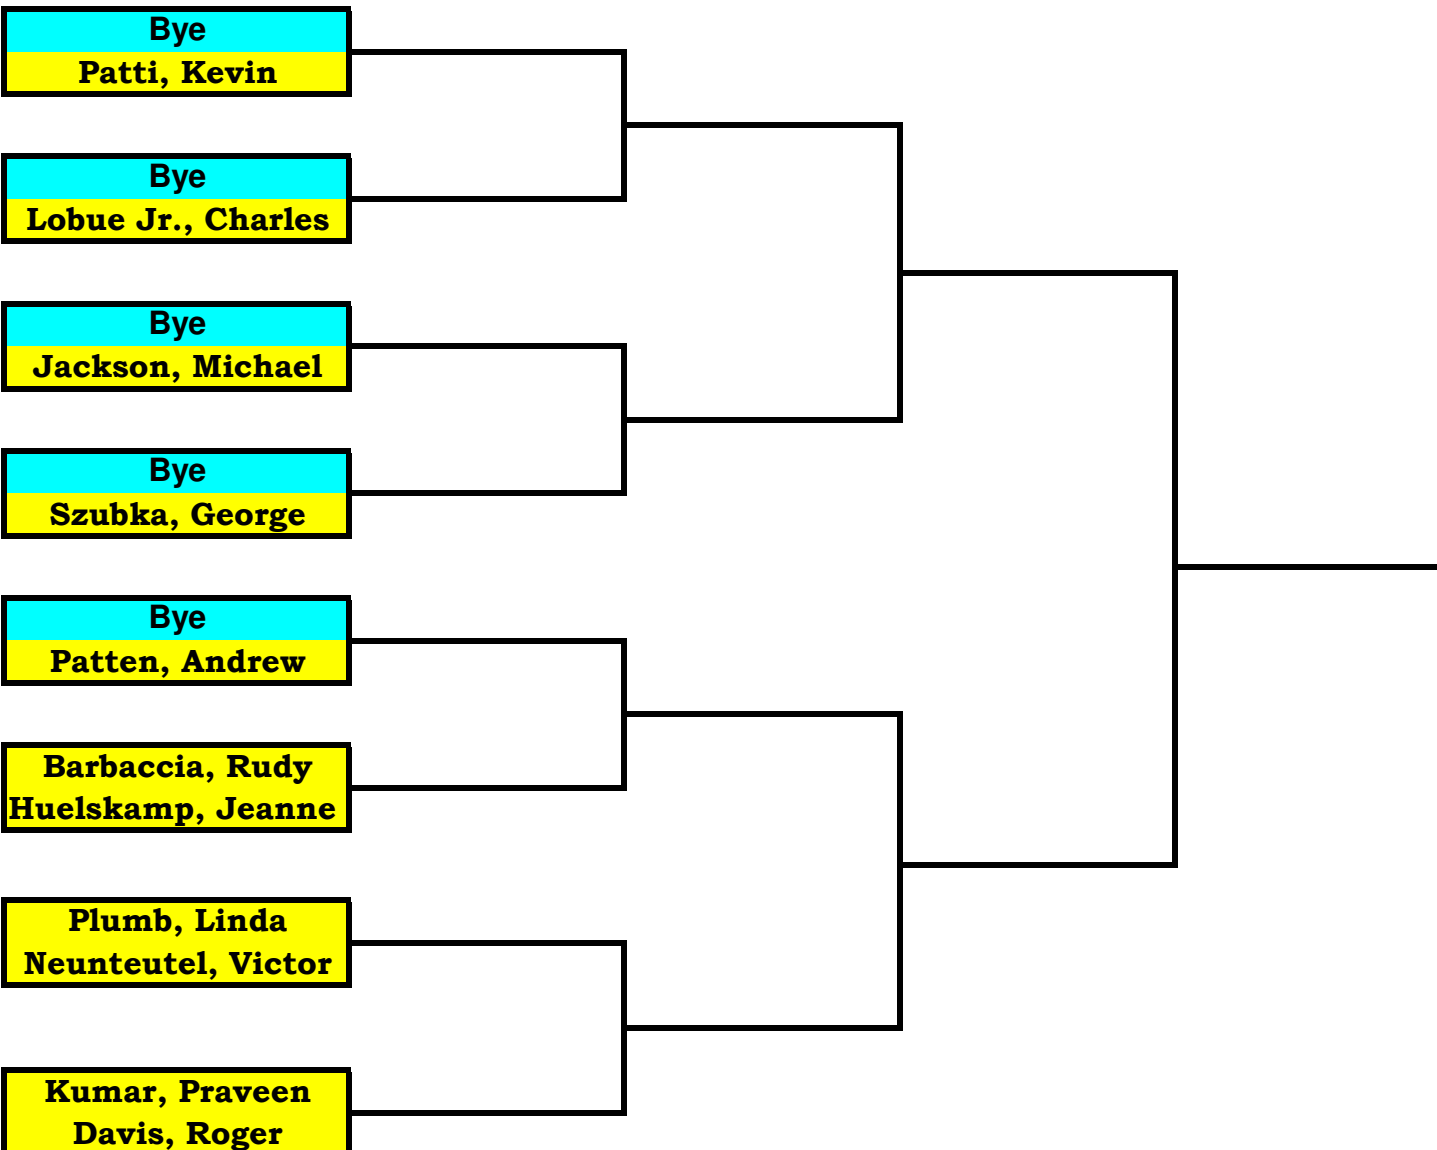 Bye
Patti, Kevin
Bye
Lobue Jr., Charles
Bye
Jackson, Michael
Bye
Szubka, George
Bye
Patten, Andrew
Barbaccia, Rudy
Huelskamp, Jeanne
Plumb, Linda
Neunteutel, Victor
Kumar, Praveen
Davis, Roger